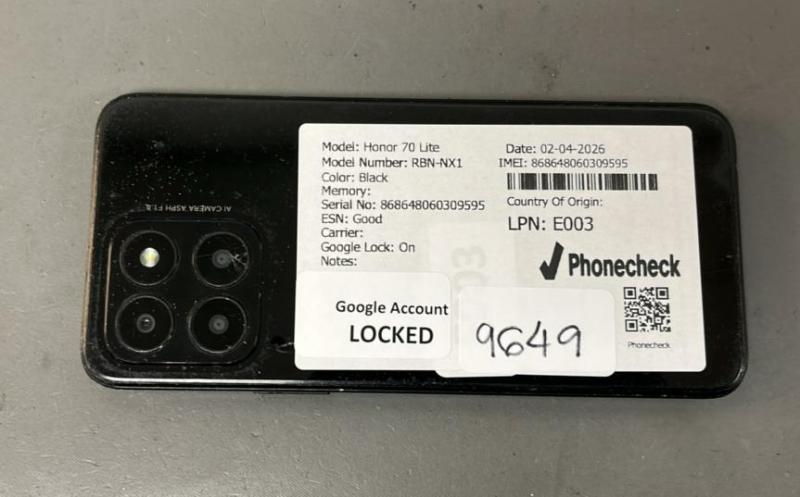 Model: Honor 70 Lite
Model Number: RBN-NX1
Color: Black
Memory:
Serial No: 868648060309595
ESN: Good
Carrier:
Google Lock: On
Notes:
Date: 02-04-2026
IMEI: 868648060309595
Country Of Origin:
LPN: E003
Phonecheck
Phonecheck
Google Account
LOCKED
9649
AI CAMERA ASPH F1.8